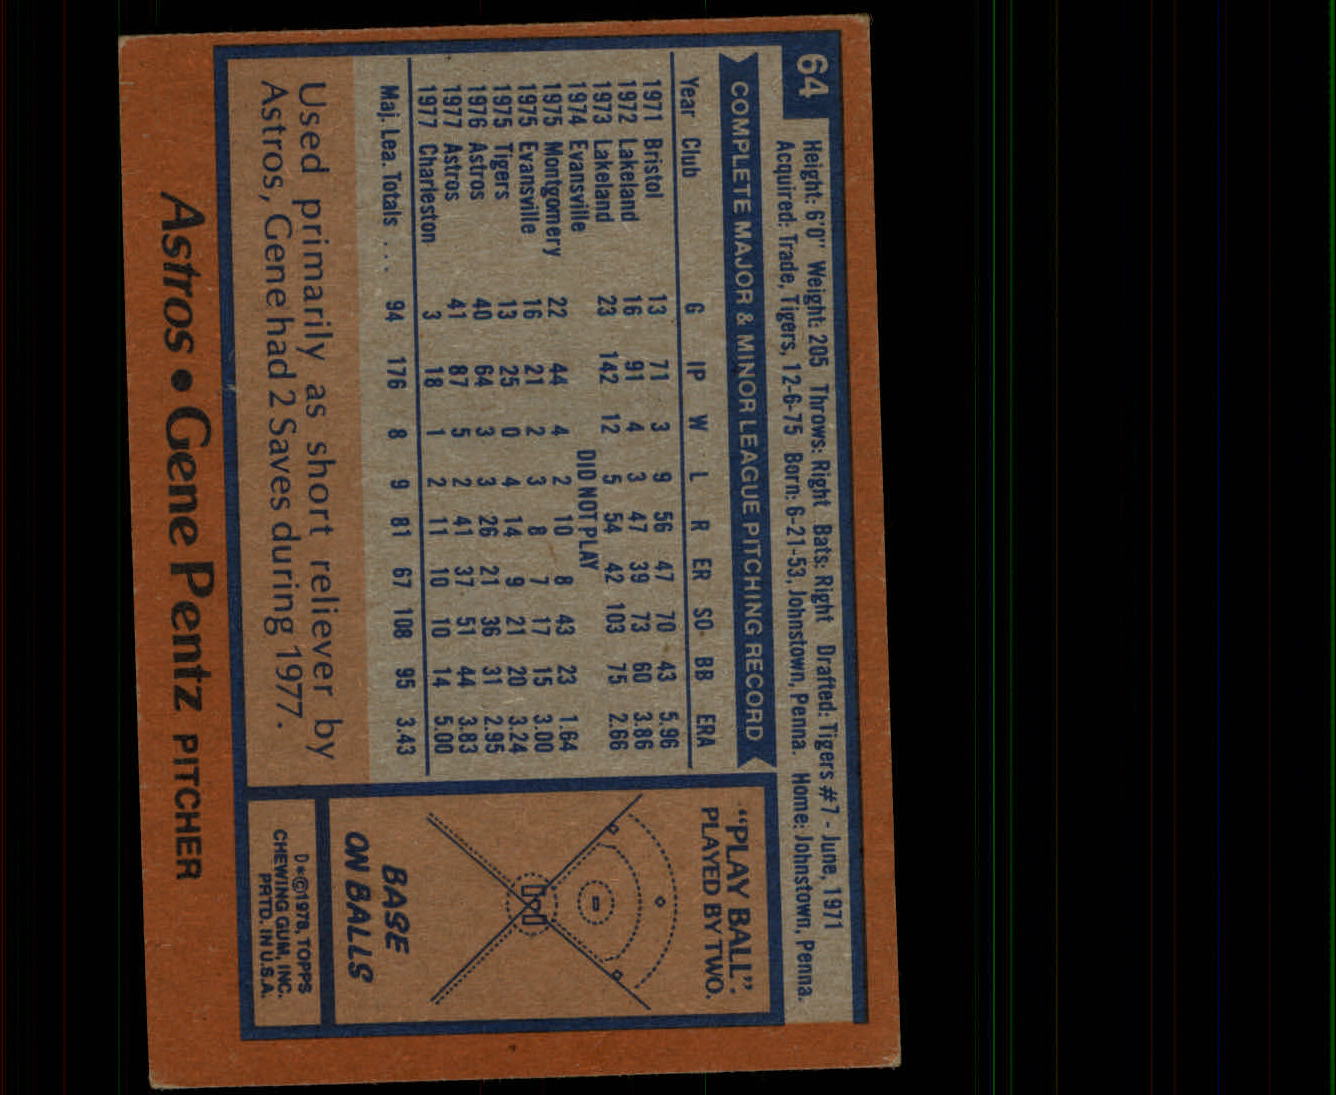 64
Height: 6'0" Weight: 205 Throws: Right Bats: Right Drafted: Tigers #7 - June, 1971
Acquired: Trade, Tigers, 12-6-75 Born: 6-21-53, Johnstown, Penna. Home: Johnstown, Penna.
COMPLETE MAJOR & MINOR LEAGUE PITCHING RECORD
Year Club G IP W L R ER SO BB ERA
1971 Bristol 13 71 3 9 56 47 70 43 5.96
1972 Lakeland 16 91 4 3 47 39 73 60 3.86
1973 Lakeland 23 142 12 5 54 42 103 75 2.66
1974 Evansville DID NOT PLAY
1975 Montgomery 22 44 4 2 10 8 43 23 1.64
1975 Evansville 16 21 2 3 8 7 17 15 3.00
1975 Tigers 13 25 0 4 14 9 21 20 3.24
1976 Astros 40 64 3 3 26 21 36 31 2.95
1977 Astros 41 87 5 2 41 37 51 44 3.83
1977 Charleston 3 18 1 2 11 10 10 14 5.00
Maj. Lea. Totals . . . 94 176 8 9 81 67 108 95 3.43
Used primarily as short reliever by
Astros, Gene had 2 Saves during 1977.
"PLAY BALL".
PLAYED BY TWO.
BASE
ON BALLS
D*©1978, TOPPS
CHEWING GUM, INC.
PRTD. IN U.S.A.
Astros • Gene Pentz PITCHER